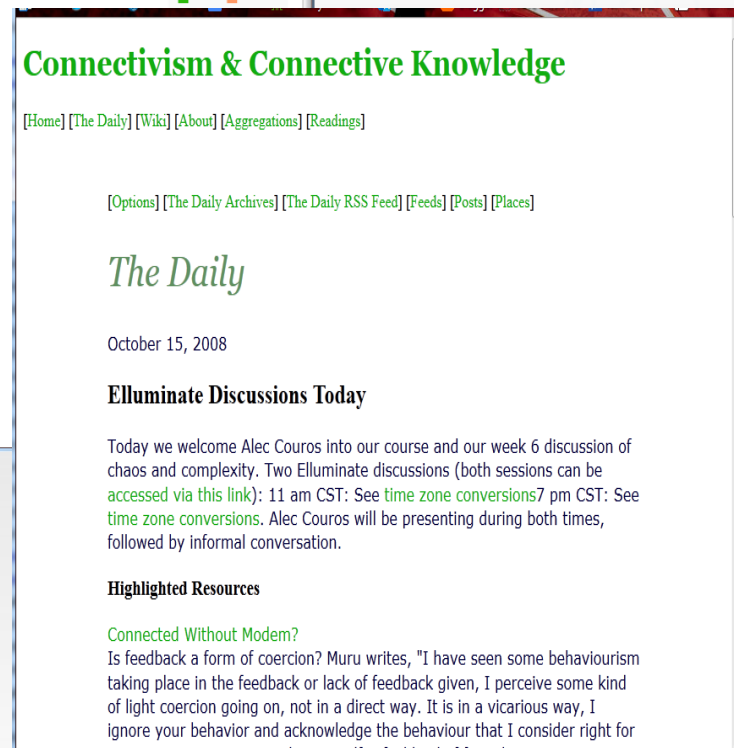 Connectivism & Connective Knowledge
[Home] [The Daily] [Wiki] [About] [Aggregations] [Readings]
[Options] [The Daily Archives] [The Daily RSS Feed] [Feeds] [Posts] [Places]
The Daily
October 15, 2008
Elluminate Discussions Today
Today we welcome Alec Couros into our course and our week 6 discussion of
chaos and complexity. Two Elluminate discussions (both sessions can be
accessed via this link): 11 am CST: See time zone conversions7 pm CST: See
time zone conversions. Alec Couros will be presenting during both times,
followed by informal conversation.
Highlighted Resources
Connected Without Modem?
Is feedback a form of coercion? Muru writes, "I have seen some behaviourism
taking place in the feedback or lack of feedback given, I perceive some kind
of light coercion going on, not in a direct way. It is in a vicarious way, I
ignore your behavior and acknowledge the behaviour that I consider right for